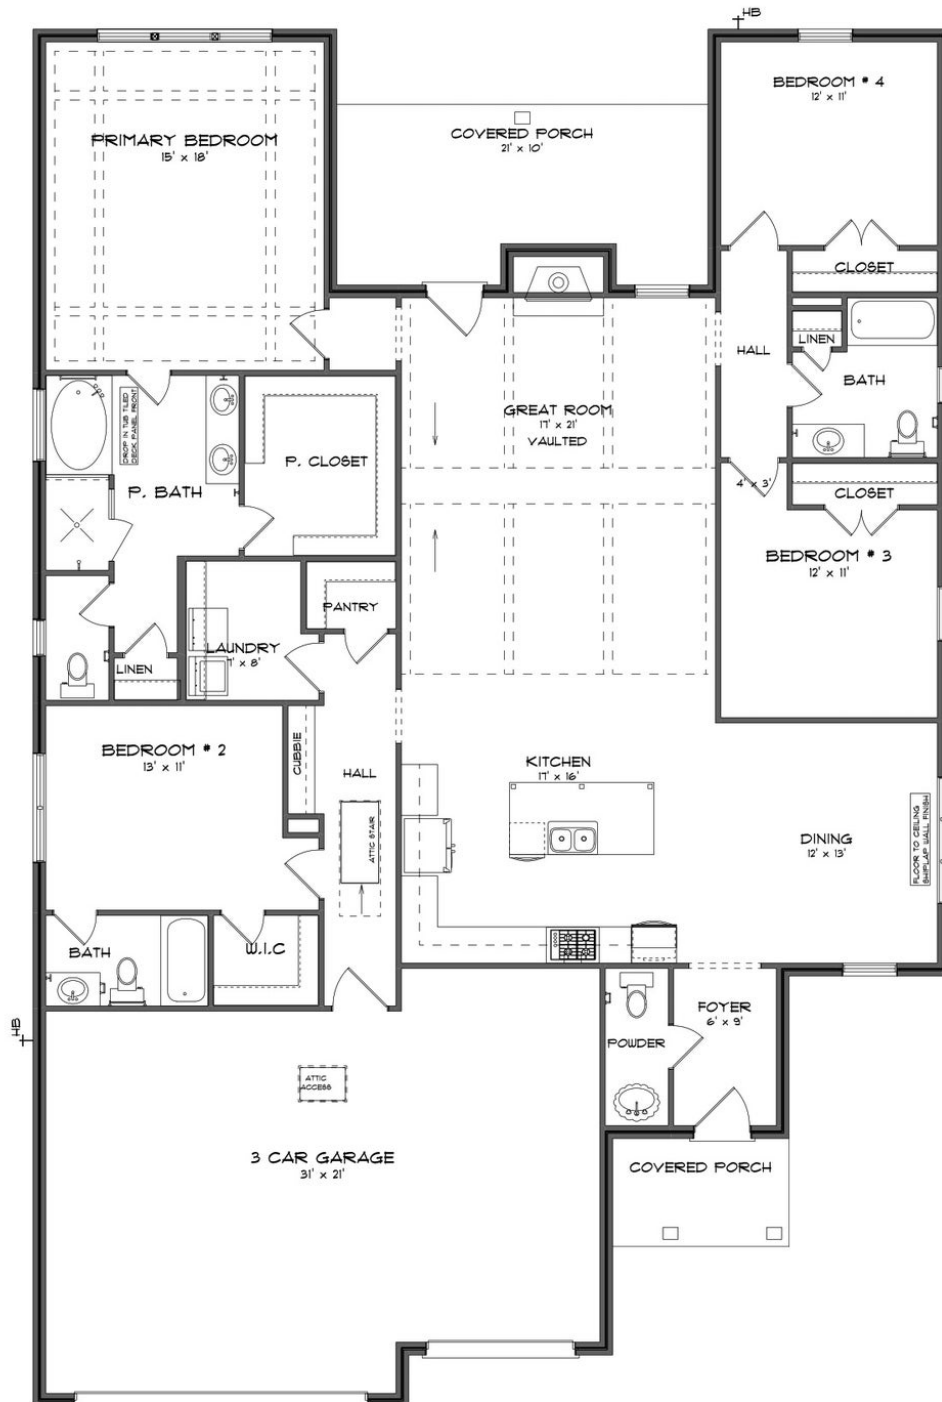 HB
BEDROOM # 4
12' x 11'
COVERED PORCH
21' x 10'
PRIMARY BEDROOM
15' x 18'
CLOSET
LINEN
HALL
BATH
GREAT ROOM
17' x 21'
VAULTED
DROP IN TUB TILED
DECK, PANEL FRONT
P. CLOSET
P. BATH
4' x 3'
CLOSET
BEDROOM # 3
12' x 11'
PANTRY
LAUNDRY
7' x 8'
LINEN
BEDROOM # 2
13' x 11'
CUBBIE
HALL
KITCHEN
17' x 16'
ATTIC STAIR
DINING
12' x 13'
FLOOR TO CEILING
SHIPLAP WALL FINISH
BATH
W.I.C
FOYER
6' x 9'
HB
POWDER
ATTIC
ACCESS
3 CAR GARAGE
31' x 21'
COVERED PORCH